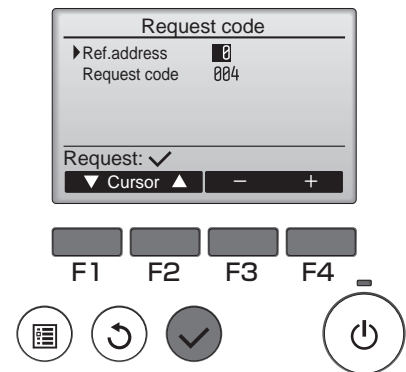 Request code
▶Ref.address 0
Request code 004
Request: ✓
▼ Cursor ▲ − +
F1 F2 F3 F4